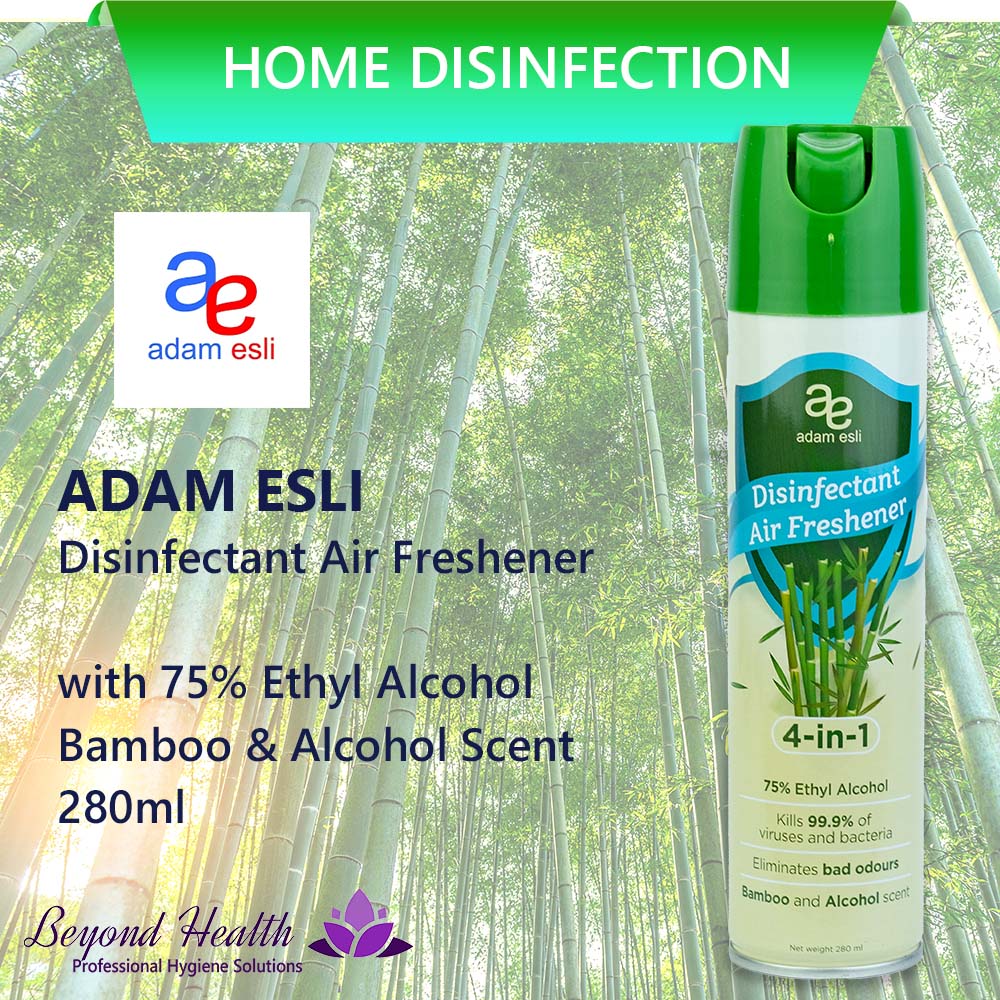 HOME DISINFECTION
ae
adam esli
ADAM ESLI
Disinfectant Air Freshener
with 75% Ethyl Alcohol
Bamboo & Alcohol Scent
280ml
Beyond Health
Professional Hygiene Solutions
ae
adam esli
Disinfectant
Air Freshener
4-in-1
75% Ethyl Alcohol
Kills 99.9% of
viruses and bacteria
Eliminates bad odours
Bamboo and Alcohol scent
Net weight 280 ml